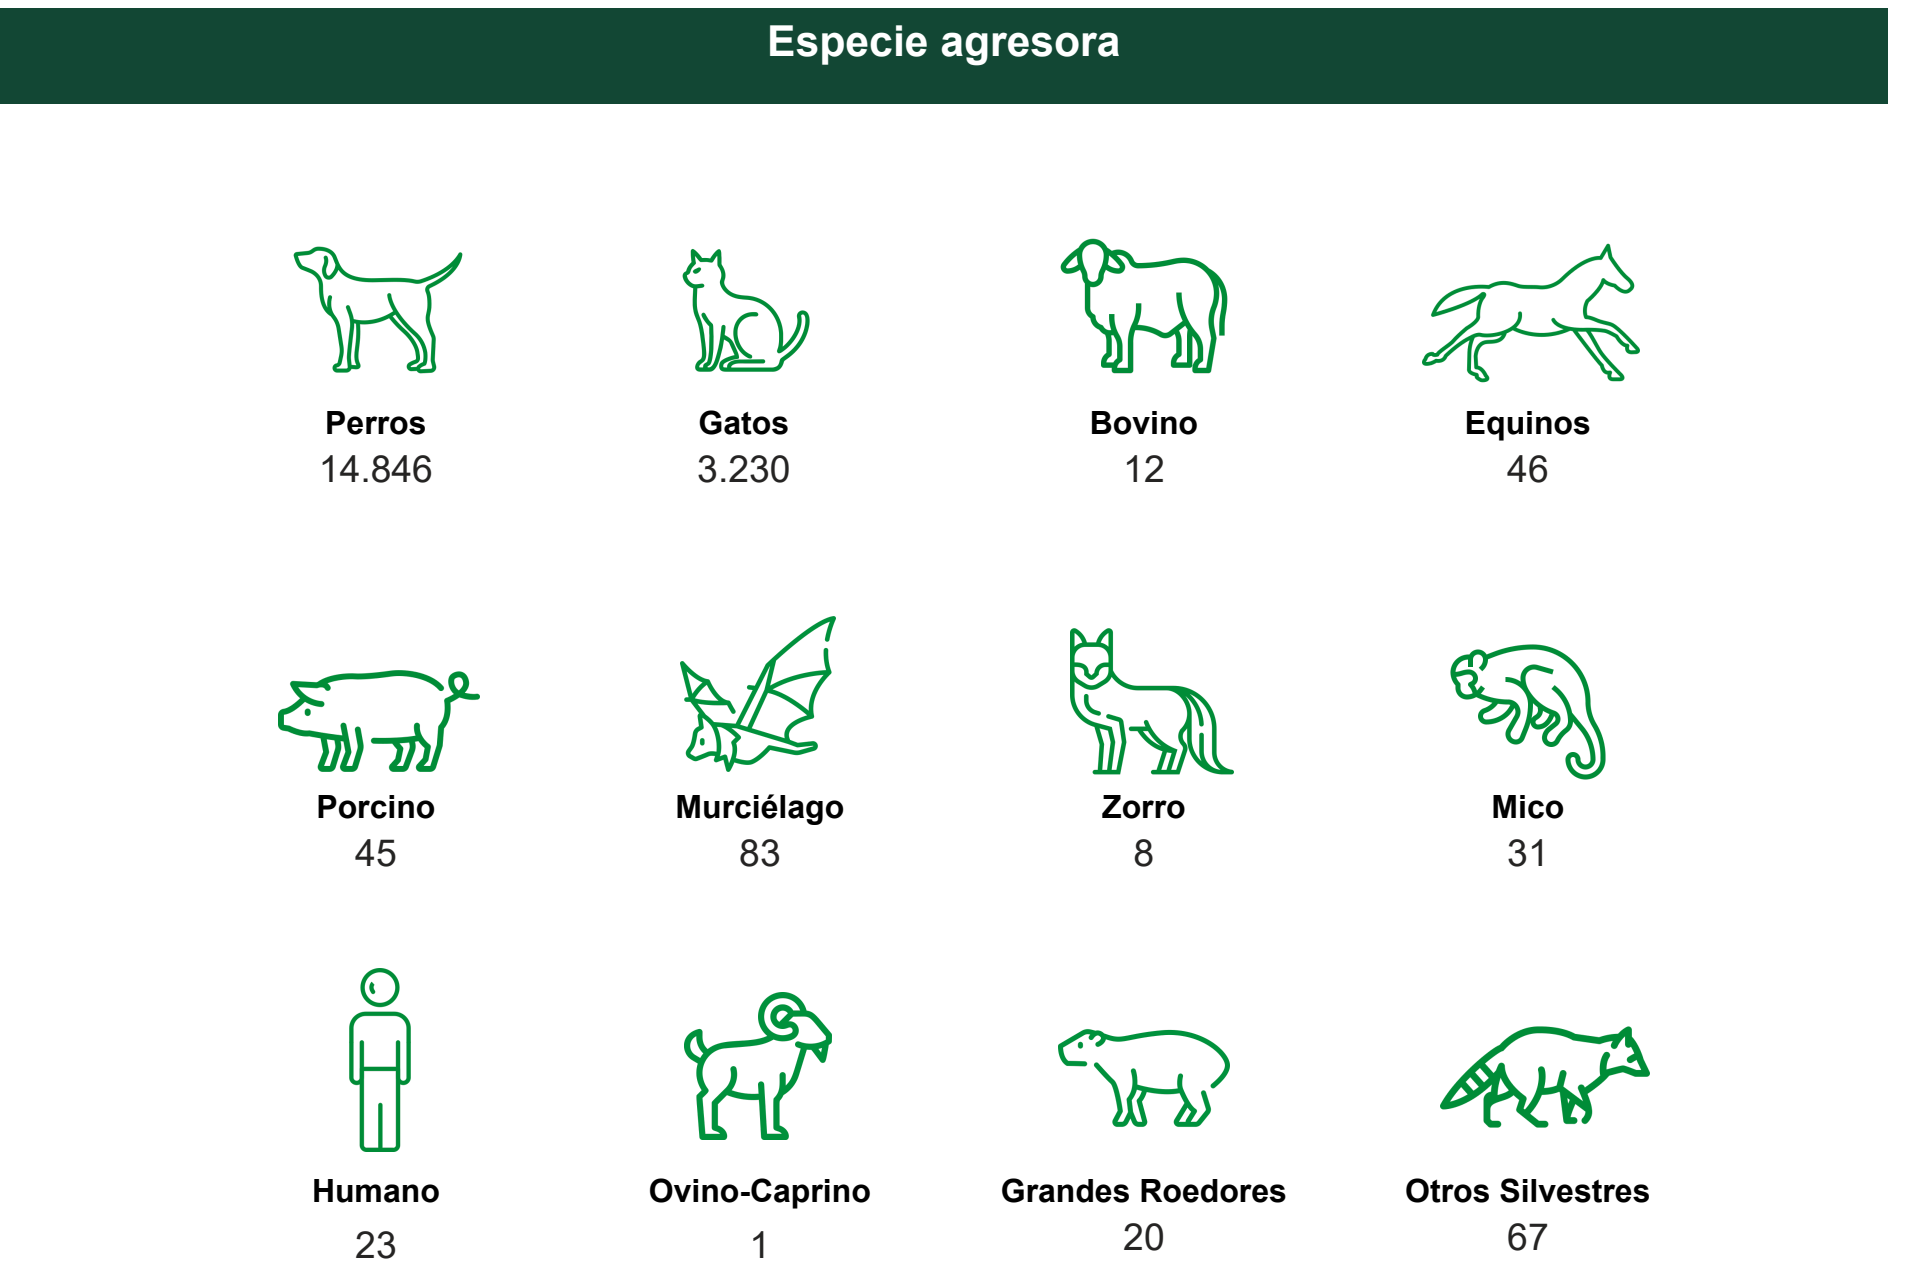 Especie agresora
Perros
14.846
Gatos
3.230
Bovino
12
Equinos
46
Porcino
45
Murciélago
83
Zorro
8
Mico
31
Humano
23
Ovino-Caprino
1
Grandes Roedores
20
Otros Silvestres
67